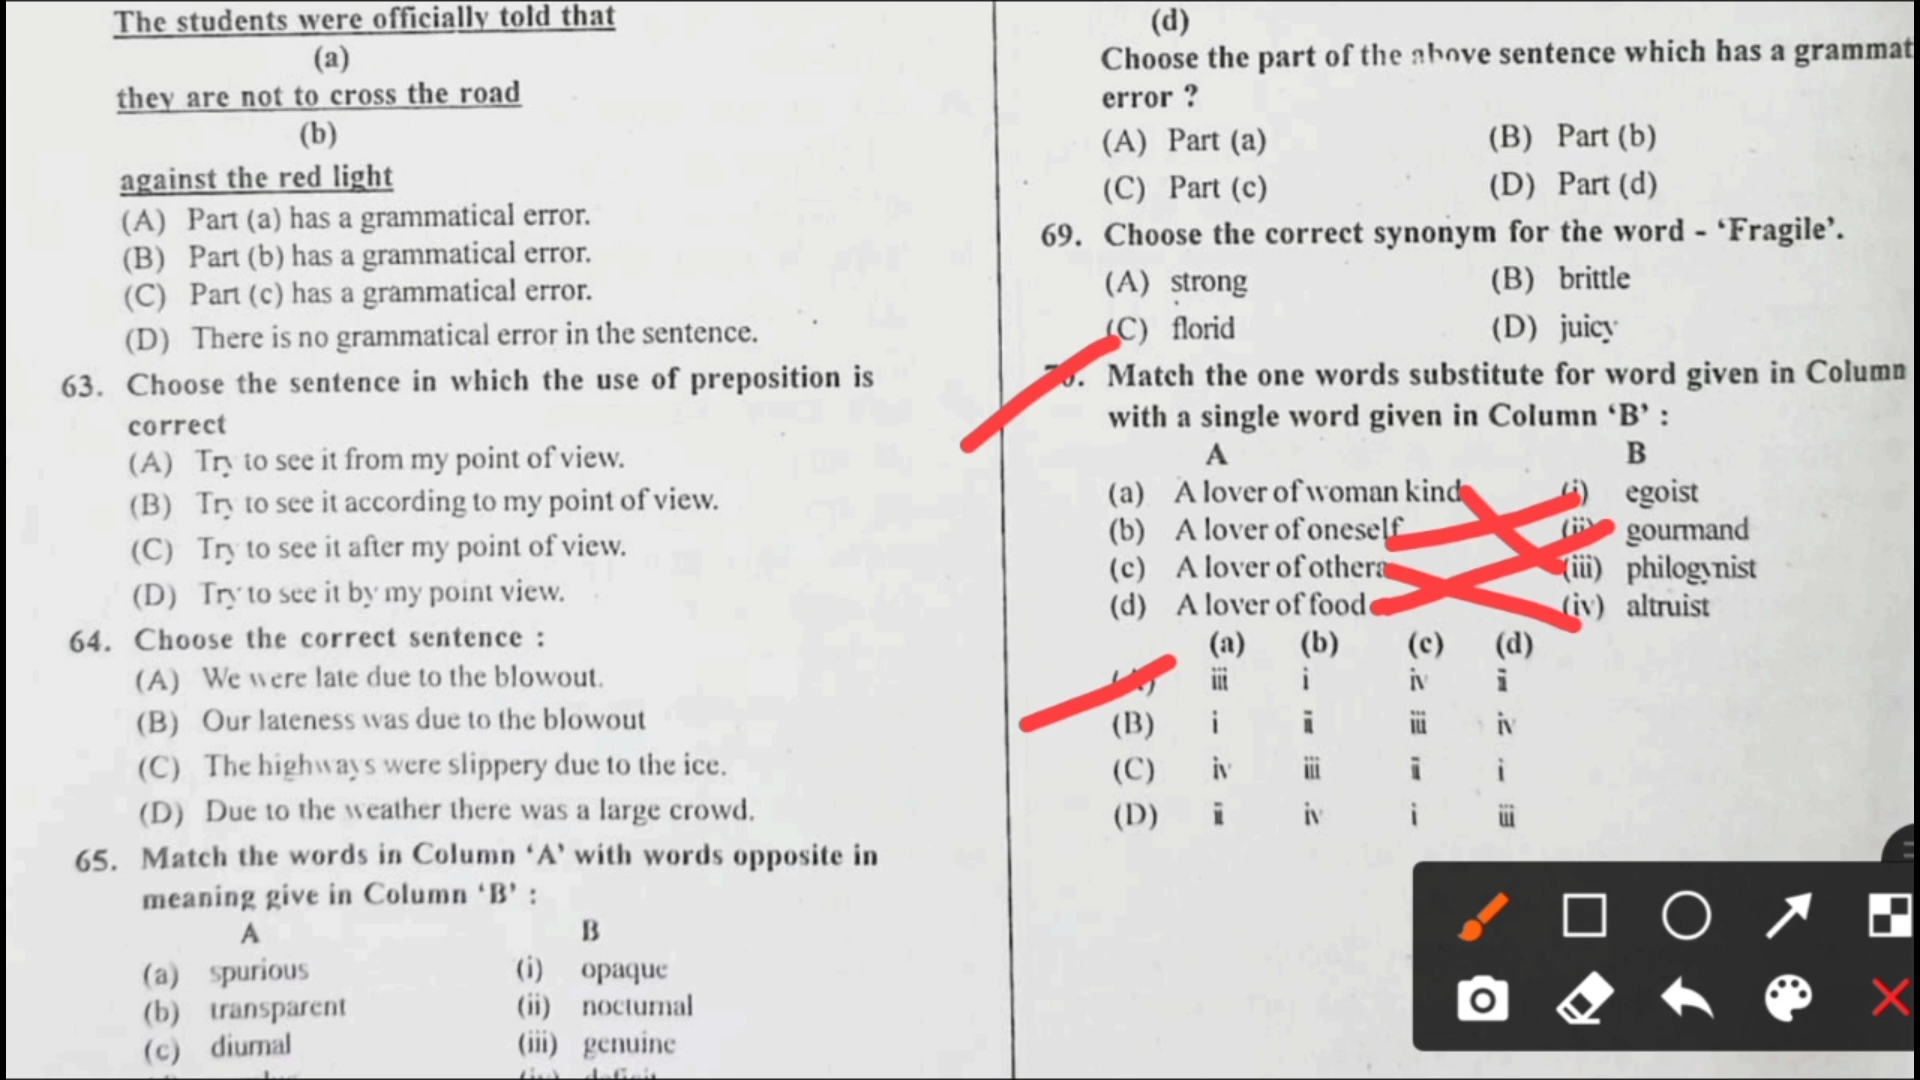 The students were officially told that
(a)
they are not to cross the road
(b)
against the red light
(A) Part (a) has a grammatical error.
(B) Part (b) has a grammatical error.
(C) Part (c) has a grammatical error.
(D) There is no grammatical error in the sentence.
63. Choose the sentence in which the use of preposition is
correct
(A) Try to see it from my point of view.
(B) Try to see it according to my point of view.
(C) Try to see it after my point of view.
(D) Try to see it by my point view.
64. Choose the correct sentence :
(A) We were late due to the blowout.
(B) Our lateness was due to the blowout
(C) The highways were slippery due to the ice.
(D) Due to the weather there was a large crowd.
65. Match the words in Column ‘A’ with words opposite in
meaning give in Column ‘B’ :
A B
(a) spurious (i) opaque
(b) transparent (ii) nocturnal
(c) diurnal (iii) genuine
(d)
Choose the part of the above sentence which has a grammat
error ?
(A) Part (a) (B) Part (b)
(C) Part (c) (D) Part (d)
69. Choose the correct synonym for the word - ‘Fragile’.
(A) strong (B) brittle
(C) florid (D) juicy
70. Match the one words substitute for word given in Column
with a single word given in Column ‘B’ :
A B
(a) A lover of woman kind (i) egoist
(b) A lover of oneself (ii) gourmand
(c) A lover of others (iii) philogynist
(d) A lover of food (iv) altruist
(a) (b) (c) (d)
(A) iii i iv ii
(B) i ii iii iv
(C) iv iii ii i
(D) ii iv i iii